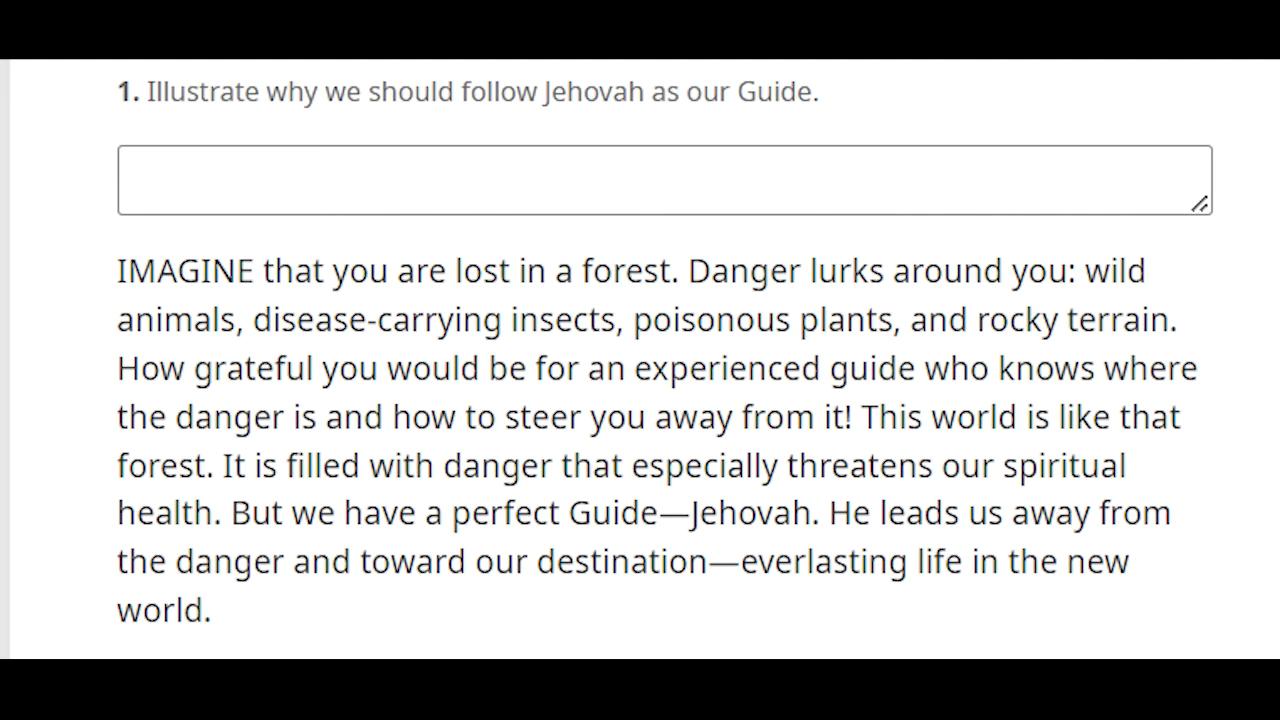 1. Illustrate why we should follow Jehovah as our Guide.
IMAGINE that you are lost in a forest. Danger lurks around you: wild
animals, disease-carrying insects, poisonous plants, and rocky terrain.
How grateful you would be for an experienced guide who knows where
the danger is and how to steer you away from it! This world is like that
forest. It is filled with danger that especially threatens our spiritual
health. But we have a perfect Guide—Jehovah. He leads us away from
the danger and toward our destination—everlasting life in the new
world.